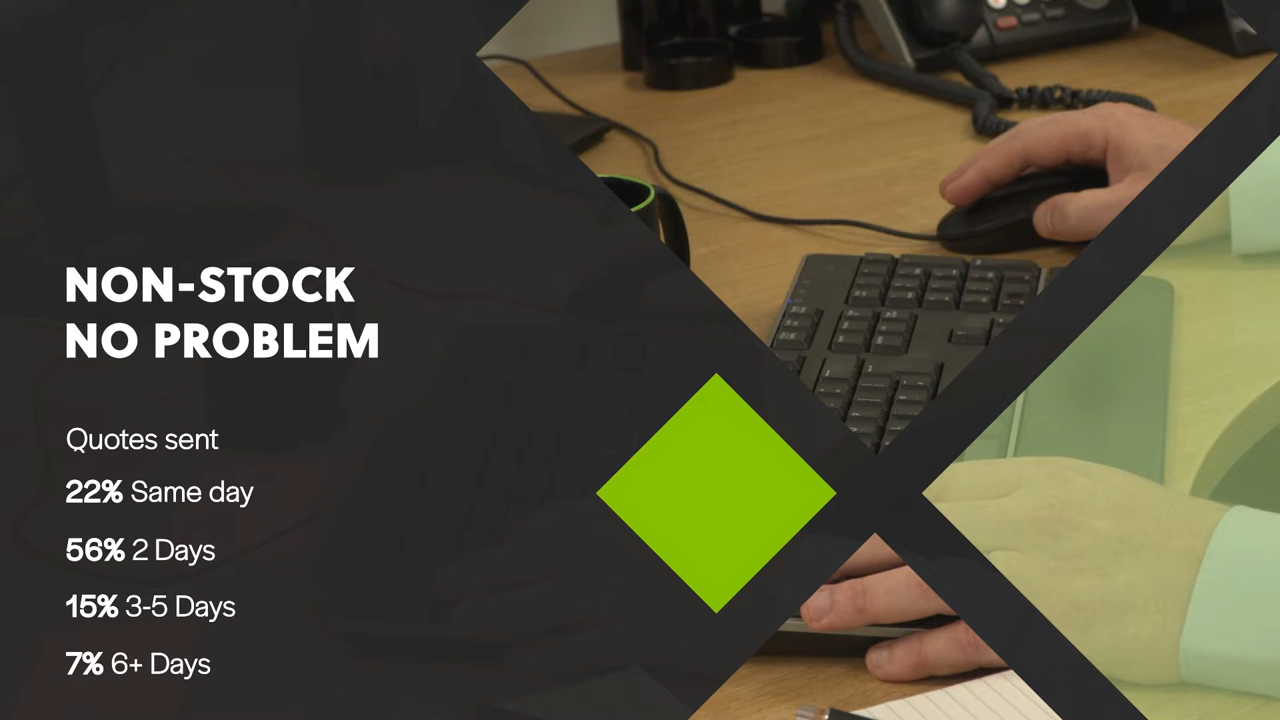 NON-STOCK
NO PROBLEM
Quotes sent
22% Same day
56% 2 Days
15% 3-5 Days
7% 6+ Days